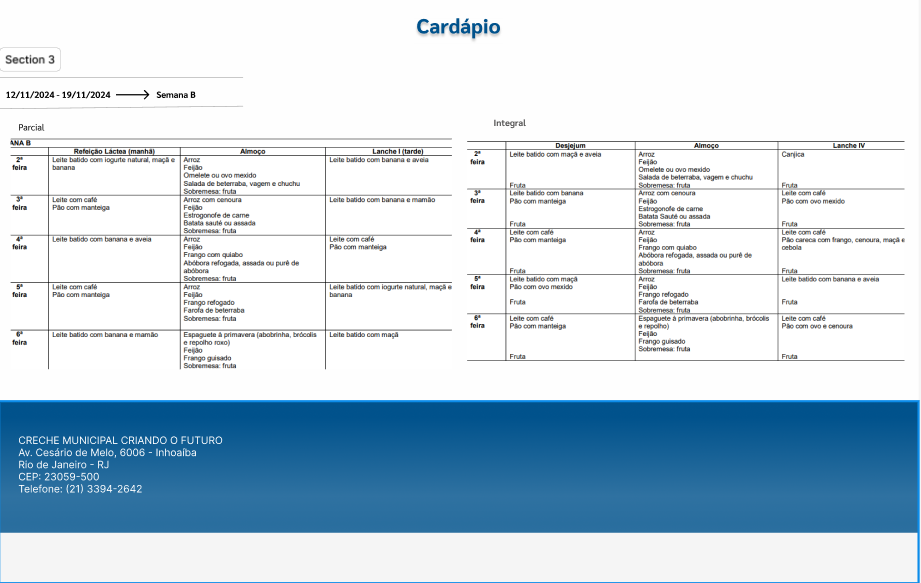 Cardápio
Section 3
12/11/2024 - 19/11/2024 Semana B
Parcial
ANA B
Refeição Láctea (manhã) Almoço Lanche I (tarde)
2ª feira
Leite batido com iogurte natural, maçã e
banana
Arroz
Feijão
Omelete ou ovo mexido
Salada de beterraba, vagem e chuchu
Sobremesa: fruta
Leite batido com banana e aveia
3ª feira
Leite com café
Pão com manteiga
Arroz com cenoura
Feijão
Estrogonofe de carne
Batata sauté ou assada
Sobremesa: fruta
Leite batido com banana e mamão
4ª feira
Leite batido com banana e aveia
Arroz
Feijão
Frango com quiabo
Abóbora refogada, assada ou purê de
abóbora
Sobremesa: fruta
Leite com café
Pão com manteiga
5ª feira
Leite com café
Pão com manteiga
Arroz
Feijão
Frango refogado
Farofa de beterraba
Sobremesa: fruta
Leite batido com iogurte natural, maçã e
banana
6ª feira
Leite batido com banana e mamão
Espaguete à primavera (abobrinha, brócolis
e repolho roxo)
Feijão
Frango guisado
Sobremesa: fruta
Leite batido com maçã
Integral
Desjejum Almoço Lanche IV
2ª feira
Leite batido com maçã e aveia
Fruta
Arroz
Feijão
Omelete ou ovo mexido
Salada de beterraba, vagem e chuchu
Sobremesa: fruta
Canjica
Fruta
3ª feira
Leite batido com banana
Pão com manteiga
Fruta
Arroz com cenoura
Feijão
Estrogonofe de carne
Batata Sauté ou assada
Sobremesa: fruta
Leite com café
Pão com ovo mexido
Fruta
4ª feira
Leite com café
Pão com manteiga
Fruta
Arroz
Feijão
Frango com quiabo
Abóbora refogada, assada ou purê de
abóbora
Sobremesa: fruta
Leite com café
Pão careca com frango, cenoura, maçã e
cebola
Fruta
5ª feira
Leite batido com maçã
Pão com ovo mexido
Fruta
Arroz
Feijão
Frango refogado
Farofa de beterraba
Sobremesa: fruta
Leite batido com banana e aveia
Fruta
6ª feira
Leite com café
Pão com manteiga
Fruta
Espaguete à primavera (abobrinha, brócolis
e repolho)
Feijão
Frango guisado
Sobremesa: fruta
Leite com café
Pão com ovo e cenoura
Fruta
CRECHE MUNICIPAL CRIANDO O FUTURO
Av. Cesário de Melo, 6006 - Inhoaíba
Rio de Janeiro - RJ
CEP: 23059-500
Telefone: (21) 3394-2642